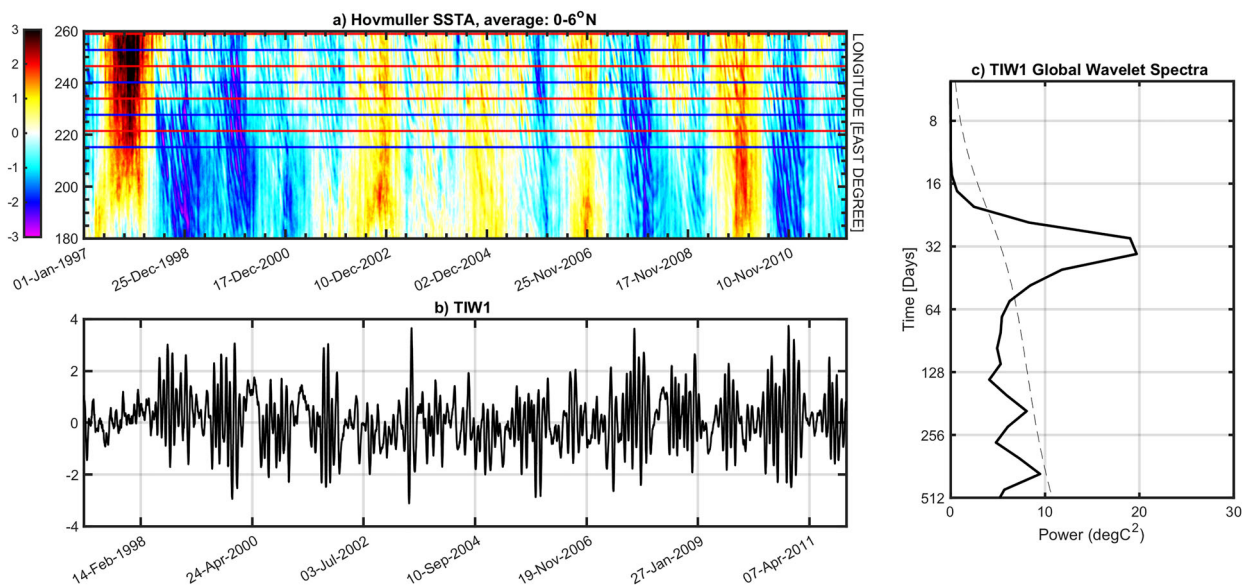 a) Hovmuller SSTA, average: 0-6°N
3
2
1
0
-1
-2
-3
260
240
220
200
180
LONGITUDE [EAST DEGREE]
01-Jan-1997
25-Dec-1998
17-Dec-2000
10-Dec-2002
02-Dec-2004
25-Nov-2006
17-Nov-2008
10-Nov-2010
b) TIW1
4
2
0
-2
-4
14-Feb-1998
24-Apr-2000
03-Jul-2002
10-Sep-2004
19-Nov-2006
27-Jan-2009
07-Apr-2011
c) TIW1 Global Wavelet Spectra
Time [Days]
8
16
32
64
128
256
512
0
10
20
30
Power (degC²)